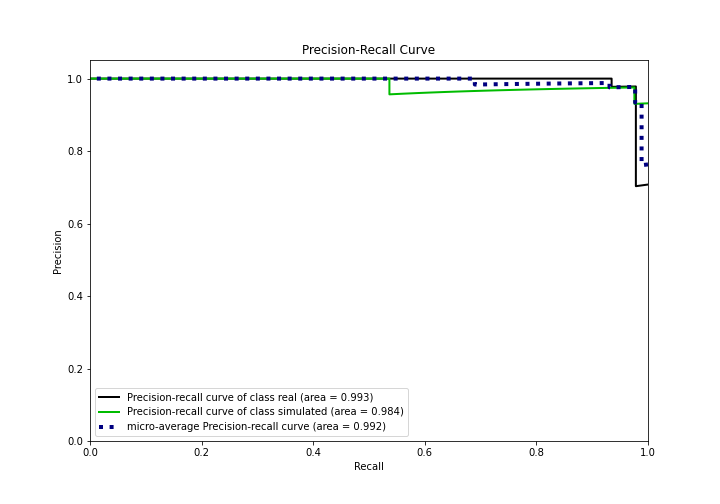 Precision-Recall Curve
1.0
0.8
0.6
0.4
0.2
0.0
Precision
Precision-recall curve of class real (area = 0.993)
Precision-recall curve of class simulated (area = 0.984)
micro-average Precision-recall curve (area = 0.992)
0.0 0.2 0.4 0.6 0.8 1.0
Recall